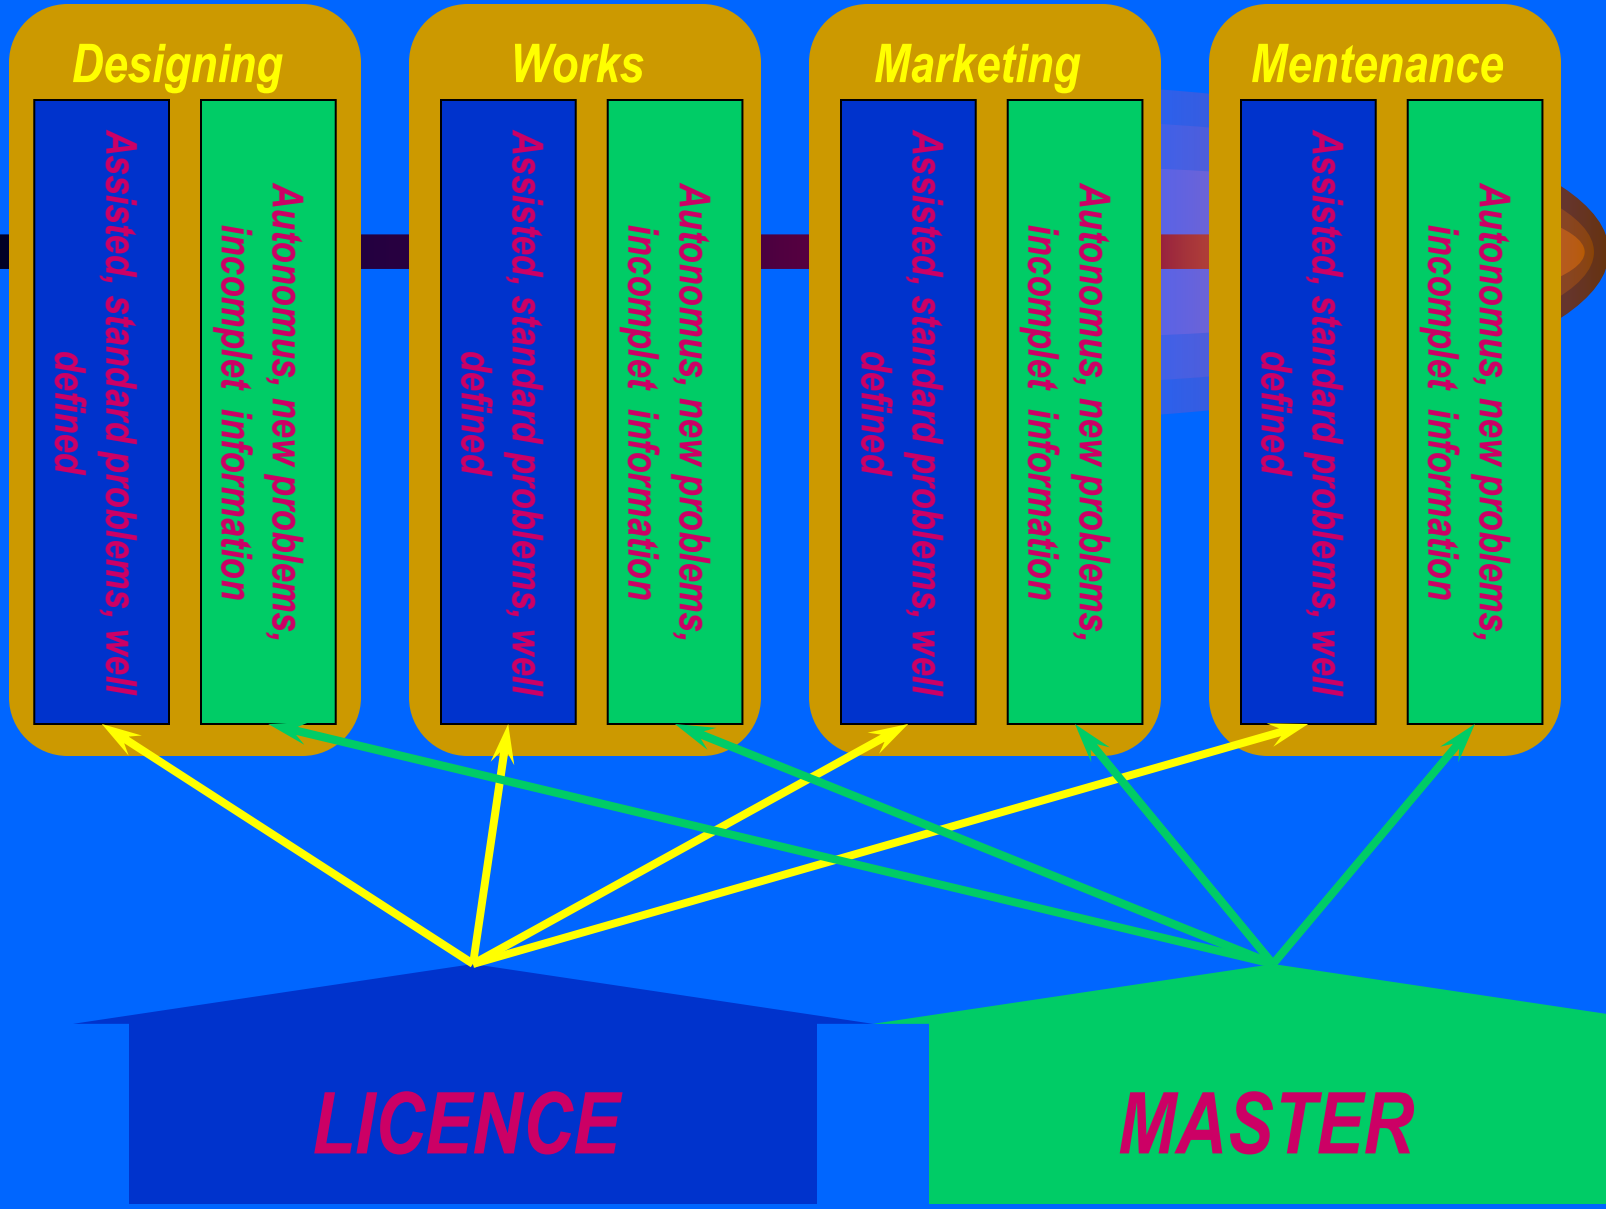 Designing
Assisted, standard problems, well
defined
Autonomus, new problems,
incomplet information
Works
Assisted, standard problems, well
defined
Autonomus, new problems,
incomplet information
Marketing
Assisted, standard problems, well
defined
Autonomus, new problems,
incomplet information
Mentenance
Assisted, standard problems, well
defined
Autonomus, new problems,
incomplet information
LICENCE
MASTER